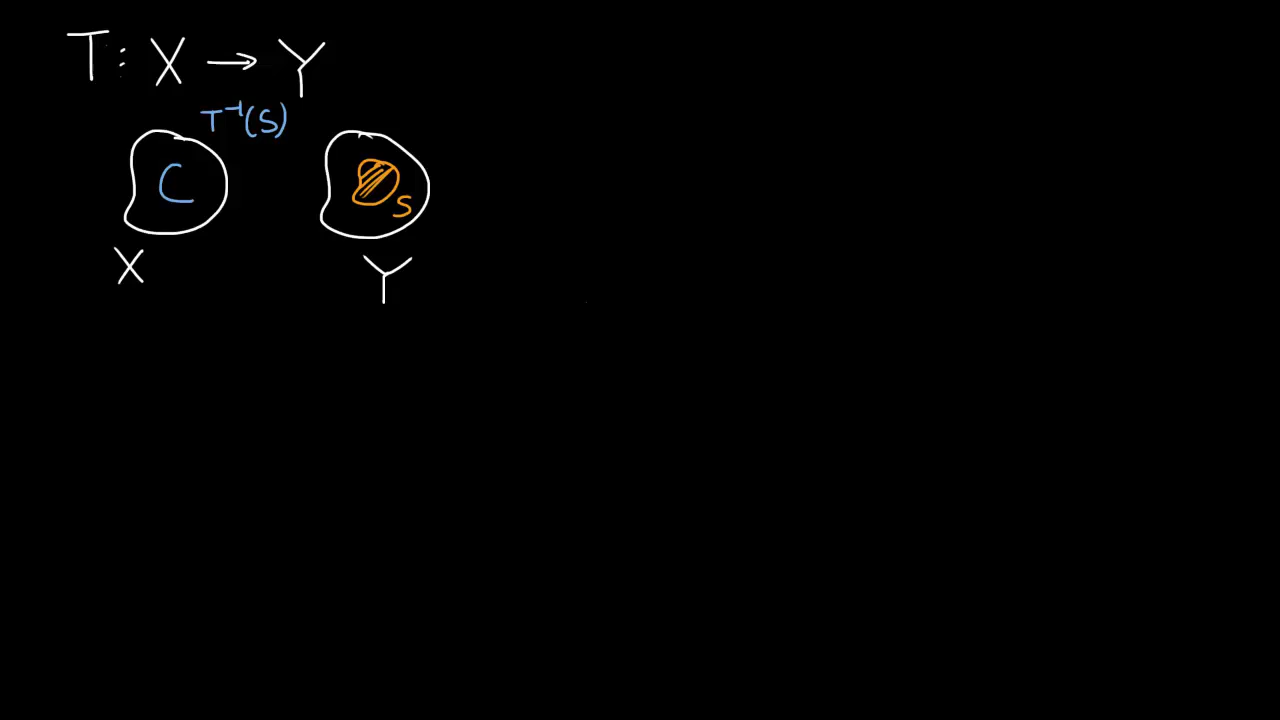 T: X → Y
T⁻¹(S)
S
X Y